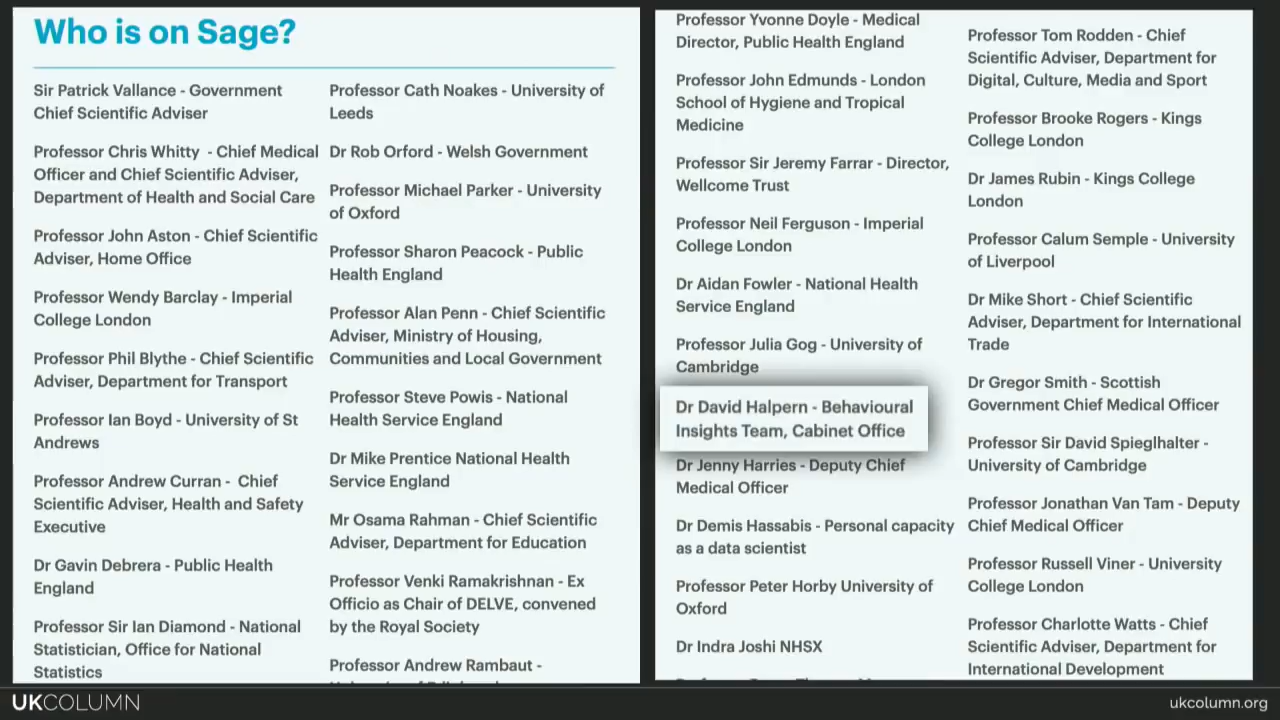 Who is on Sage?
Sir Patrick Vallance - Government
Chief Scientific Adviser
Professor Chris Whitty - Chief Medical
Officer and Chief Scientific Adviser,
Department of Health and Social Care
Professor John Aston - Chief Scientific
Adviser, Home Office
Professor Wendy Barclay - Imperial
College London
Professor Phil Blythe - Chief Scientific
Adviser, Department for Transport
Professor Ian Boyd - University of St
Andrews
Professor Andrew Curran - Chief
Scientific Adviser, Health and Safety
Executive
Dr Gavin Debrera - Public Health
England
Professor Sir Ian Diamond - National
Statistician, Office for National
Statistics
Professor Cath Noakes - University of
Leeds
Dr Rob Orford - Welsh Government
Professor Michael Parker - University
of Oxford
Professor Sharon Peacock - Public
Health England
Professor Alan Penn - Chief Scientific
Adviser, Ministry of Housing,
Communities and Local Government
Professor Steve Powis - National
Health Service England
Dr Mike Prentice National Health
Service England
Mr Osama Rahman - Chief Scientific
Adviser, Department for Education
Professor Venki Ramakrishnan - Ex
Officio as Chair of DELVE, convened
by the Royal Society
Professor Andrew Rambaut -
Professor Yvonne Doyle - Medical
Director, Public Health England
Professor John Edmunds - London
School of Hygiene and Tropical
Medicine
Professor Sir Jeremy Farrar - Director,
Wellcome Trust
Professor Neil Ferguson - Imperial
College London
Dr Aidan Fowler - National Health
Service England
Professor Julia Gog - University of
Cambridge
Dr David Halpern - Behavioural
Insights Team, Cabinet Office
Dr Jenny Harries - Deputy Chief
Medical Officer
Dr Demis Hassabis - Personal capacity
as a data scientist
Professor Peter Horby University of
Oxford
Dr Indra Joshi NHSX
Professor Tom Rodden - Chief
Scientific Adviser, Department for
Digital, Culture, Media and Sport
Professor Brooke Rogers - Kings
College London
Dr James Rubin - Kings College
London
Professor Calum Semple - University
of Liverpool
Dr Mike Short - Chief Scientific
Adviser, Department for International
Trade
Dr Gregor Smith - Scottish
Government Chief Medical Officer
Professor Sir David Spieglhalter -
University of Cambridge
Professor Jonathan Van Tam - Deputy
Chief Medical Officer
Professor Russell Viner - University
College London
Professor Charlotte Watts - Chief
Scientific Adviser, Department for
International Development
UKCOLUMN
ukcolumn.org